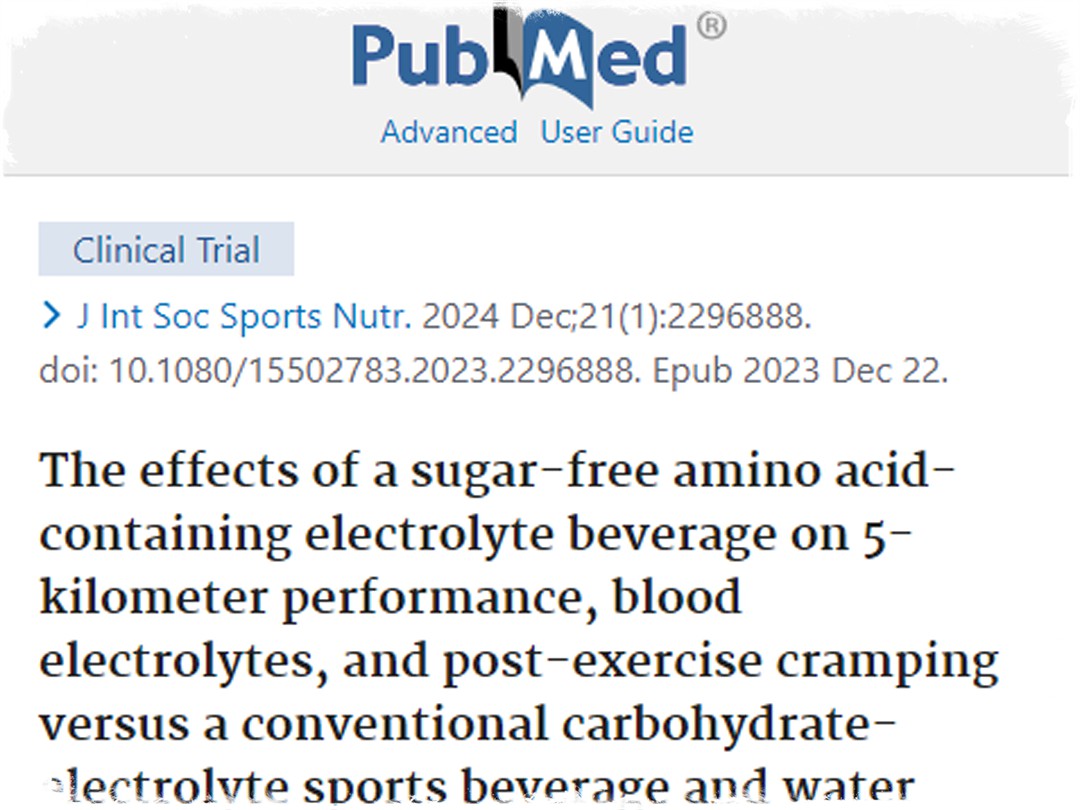 PubMed®
Advanced User Guide
Clinical Trial
> J Int Soc Sports Nutr. 2024 Dec;21(1):2296888.
doi: 10.1080/15502783.2023.2296888. Epub 2023 Dec 22.
The effects of a sugar-free amino acid-
containing electrolyte beverage on 5-
kilometer performance, blood
electrolytes, and post-exercise cramping
versus a conventional carbohydrate-
electrolyte sports beverage and water